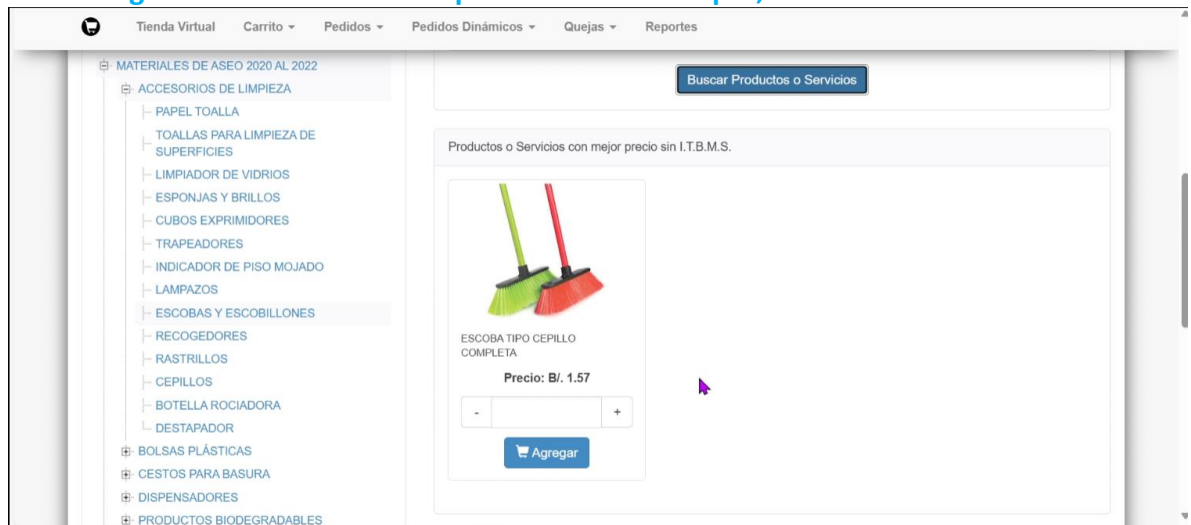 Tienda Virtual Carrito Pedidos Pedidos Dinámicos Quejas Reportes
MATERIALES DE ASEO 2020 AL 2022
ACCESORIOS DE LIMPIEZA
PAPEL TOALLA
TOALLAS PARA LIMPIEZA DE
SUPERFICIES
LIMPIADOR DE VIDRIOS
ESPONJAS Y BRILLOS
CUBOS EXPRIMIDORES
TRAPEADORES
INDICADOR DE PISO MOJADO
LAMPAZOS
ESCOBAS Y ESCOBILLONES
RECOGEDORES
RASTRILLOS
CEPILLOS
BOTELLA ROCIADORA
DESTAPADOR
BOLSAS PLÁSTICAS
CESTOS PARA BASURA
DISPENSADORES
PRODUCTOS BIODEGRADABLES
Buscar Productos o Servicios
Productos o Servicios con mejor precio sin I.T.B.M.S.
ESCOBA TIPO CEPILLO
COMPLETA
Precio: B/. 1.57
- +
Agregar